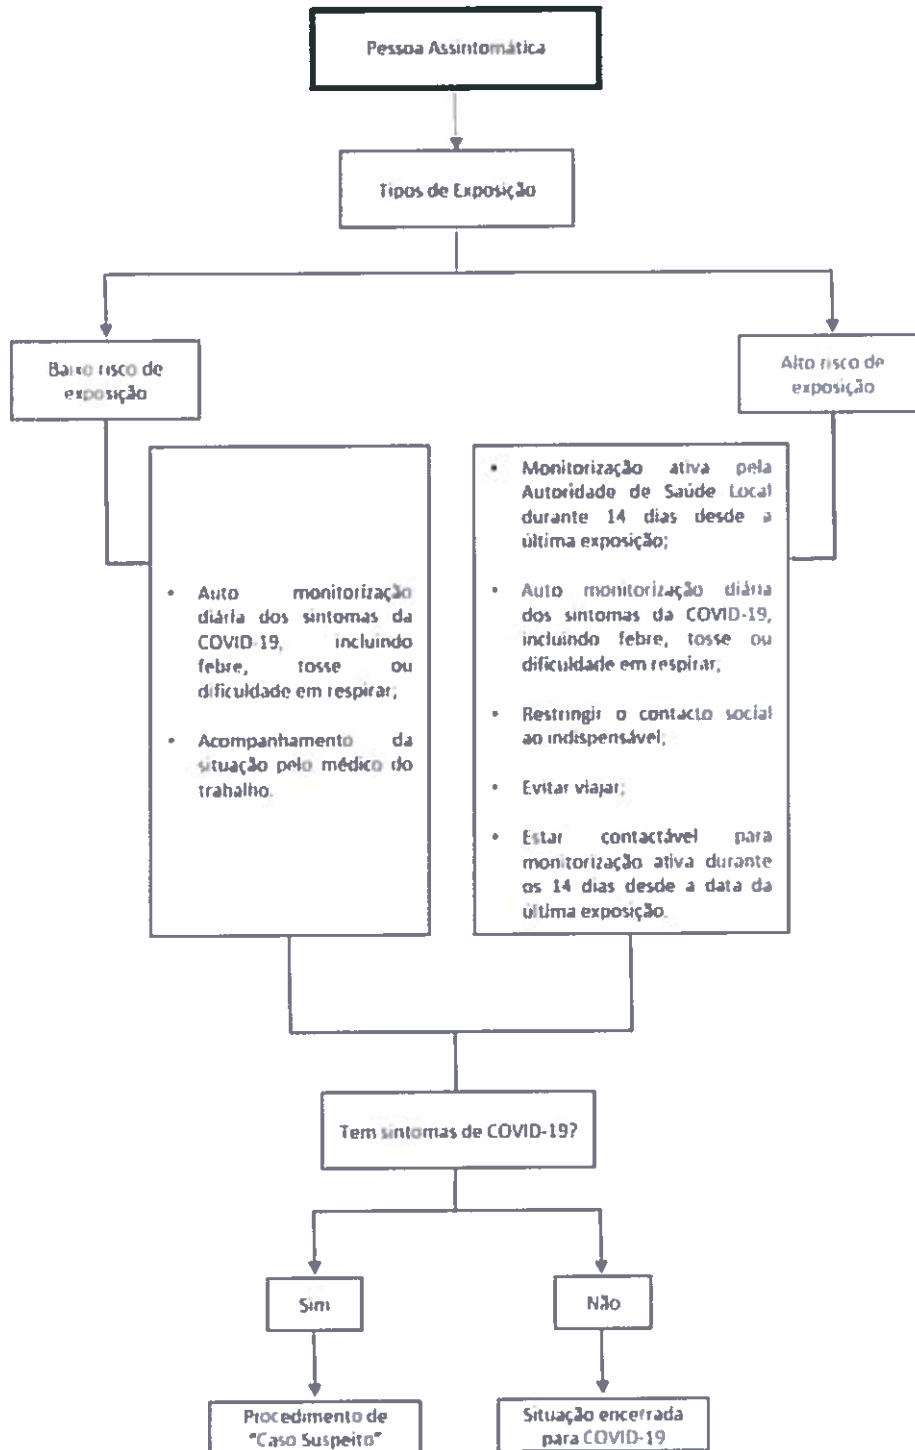 Pessoa Assintomática
Tipos de Exposição
Baixo risco de
exposição
Alto risco de
exposição
• Auto monitorização
diária dos sintomas da
COVID-19, incluindo
febre, tosse ou
dificuldade em respirar;
• Acompanhamento da
situação pelo médico do
trabalho.
• Monitorização ativa pela
Autoridade de Saúde Local
durante 14 dias desde a
última exposição;
• Auto monitorização diária
dos sintomas da COVID-19,
incluindo febre, tosse ou
dificuldade em respirar;
• Restringir o contacto social
ao indispensável;
• Evitar viajar;
• Estar contactável para
monitorização ativa durante
os 14 dias desde a data da
última exposição.
Tem sintomas de COVID-19?
Sim
Não
Procedimento de
"Caso Suspeito"
Situação encerrada
para COVID-19